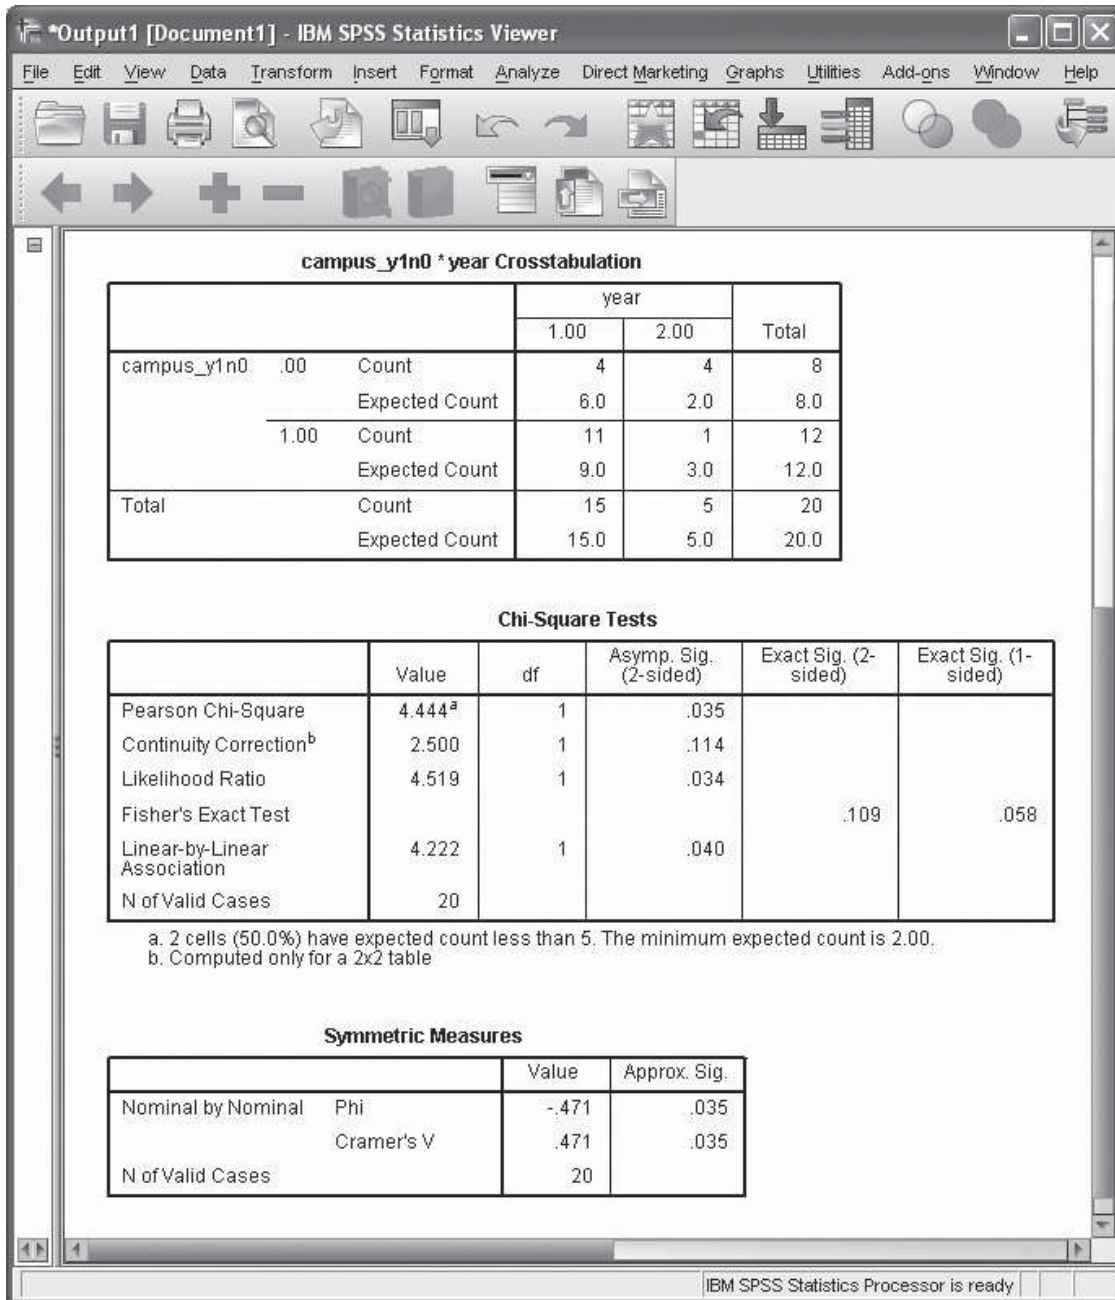 *Output1 [Document1] - IBM SPSS Statistics Viewer
File Edit View Data Transform Insert Format Analyze Direct Marketing Graphs Utilities Add-ons Window Help
campus_y1n0 * year Crosstabulation
year
1.00 2.00 Total
campus_y1n0 .00 Count 4 4 8
Expected Count 6.0 2.0 8.0
1.00 Count 11 1 12
Expected Count 9.0 3.0 12.0
Total Count 15 5 20
Expected Count 15.0 5.0 20.0
Chi-Square Tests
Value df Asymp. Sig. (2-sided) Exact Sig. (2-sided) Exact Sig. (1-sided)
Pearson Chi-Square 4.444a 1 .035
Continuity Correctionb 2.500 1 .114
Likelihood Ratio 4.519 1 .034
Fisher's Exact Test .109 .058
Linear-by-Linear Association 4.222 1 .040
N of Valid Cases 20
a. 2 cells (50.0%) have expected count less than 5. The minimum expected count is 2.00.
b. Computed only for a 2x2 table
Symmetric Measures
Value Approx. Sig.
Nominal by Nominal Phi -.471 .035
Cramer's V .471 .035
N of Valid Cases 20
IBM SPSS Statistics Processor is ready